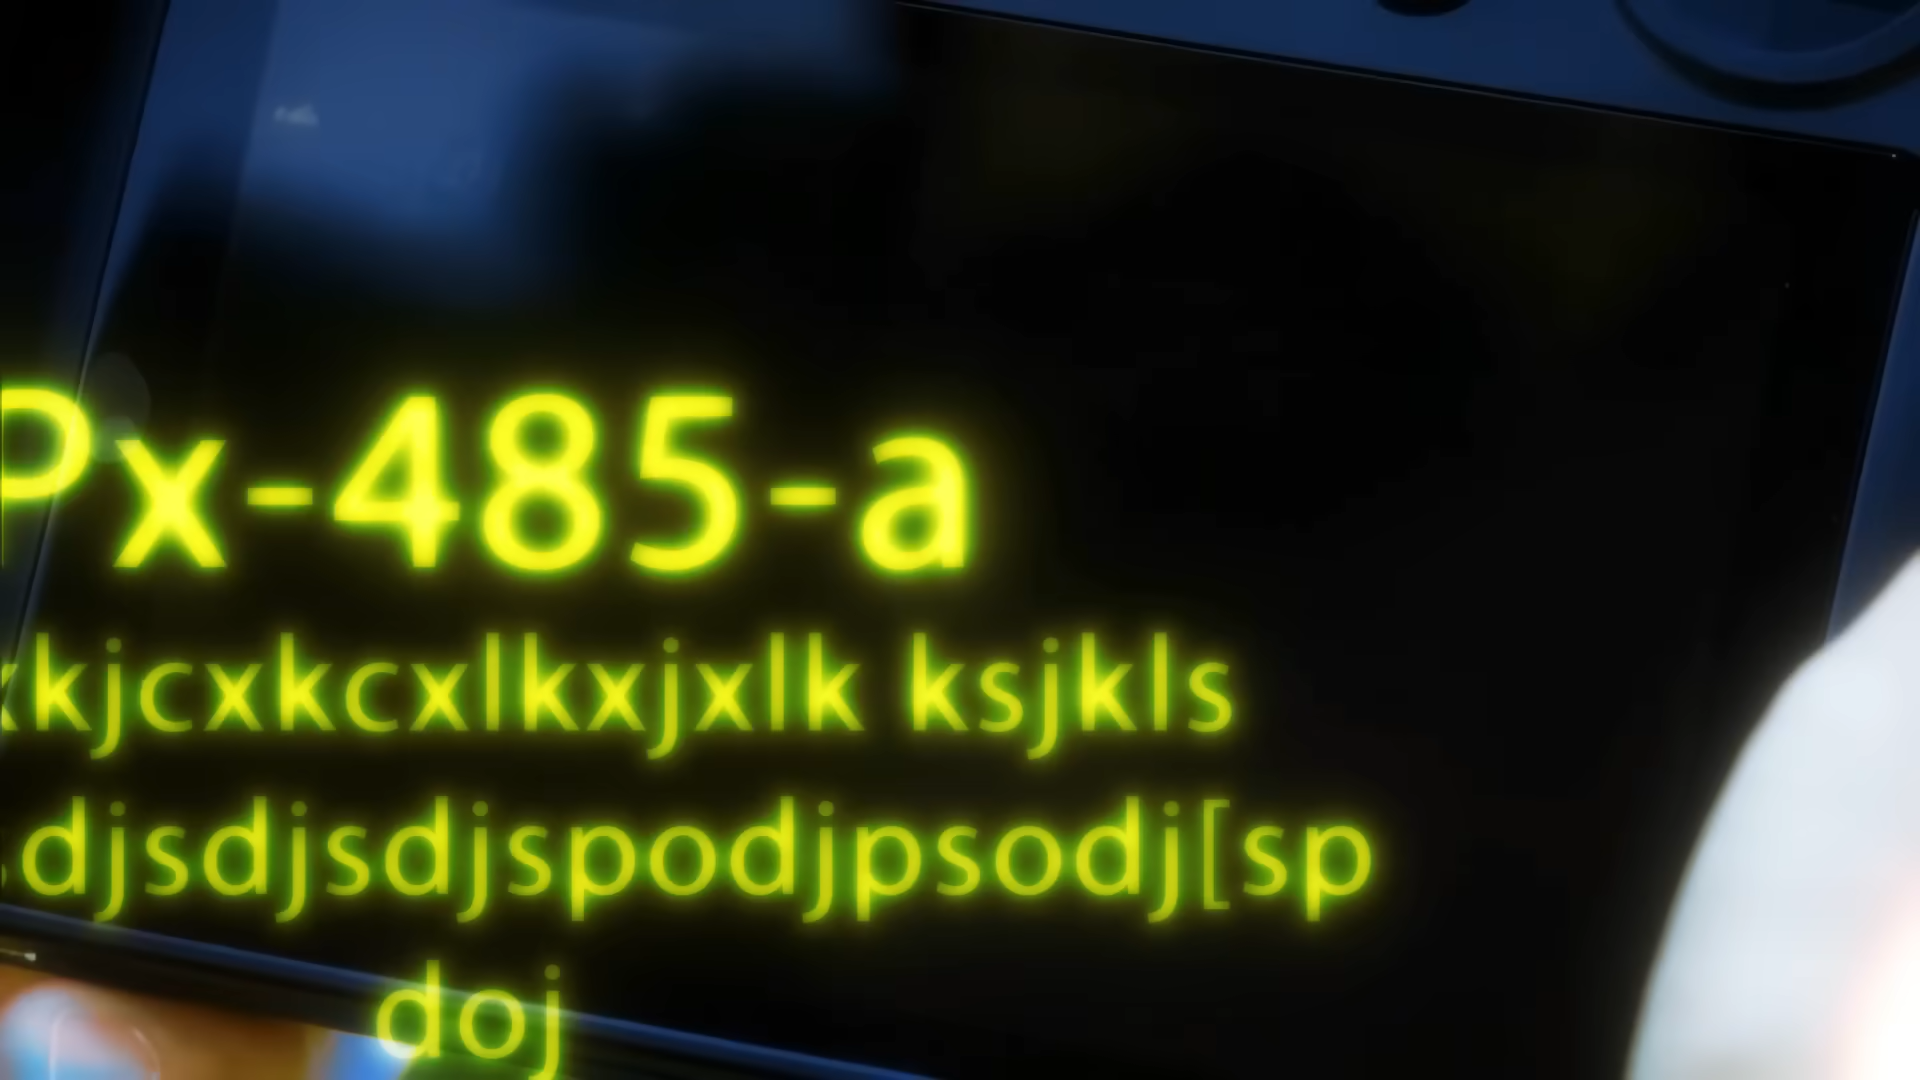 Px-485-a
kjcxkcxlkxjxlk ksjkls
djsdjsdjspodjpsodj[sp
doj